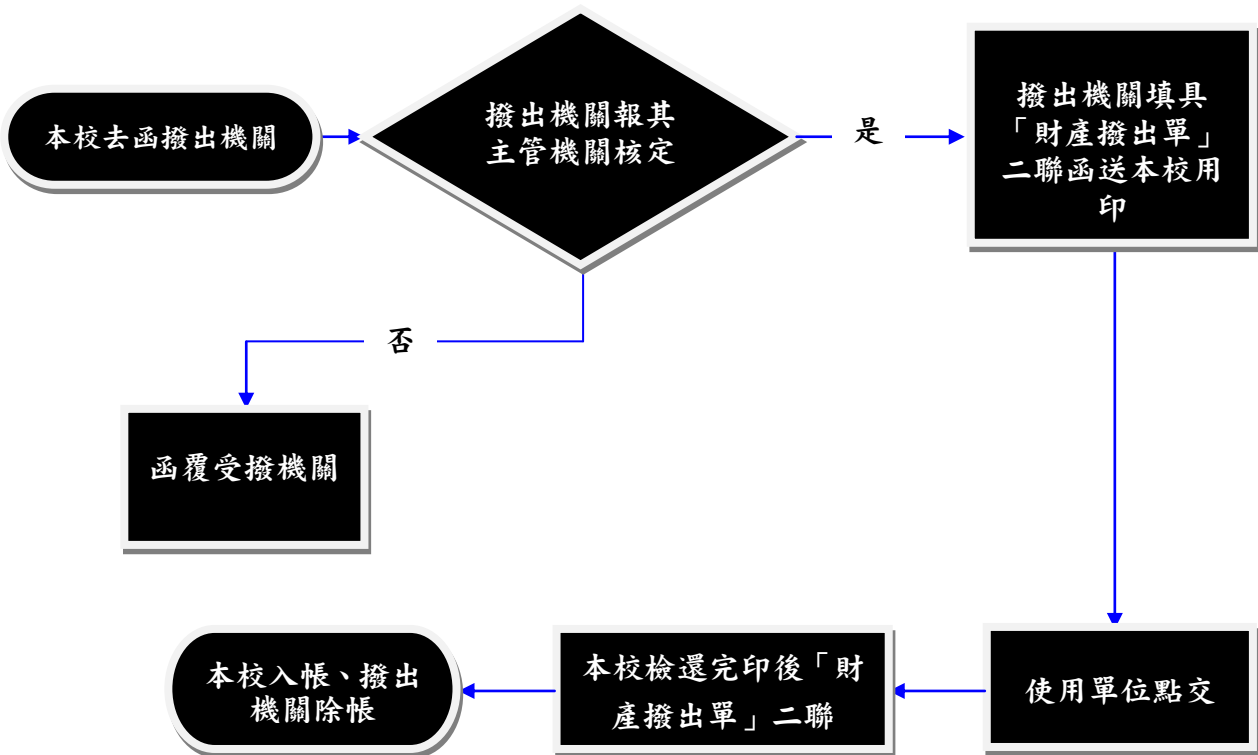 本校去函撥出機關
撥出機關報其
主管機關核定
是
撥出機關填具
「財產撥出單」
二聯函送本校用
印
否
函覆受撥機關
使用單位點交
本校檢還完印後「財
產撥出單」二聯
本校入帳、撥出
機關除帳